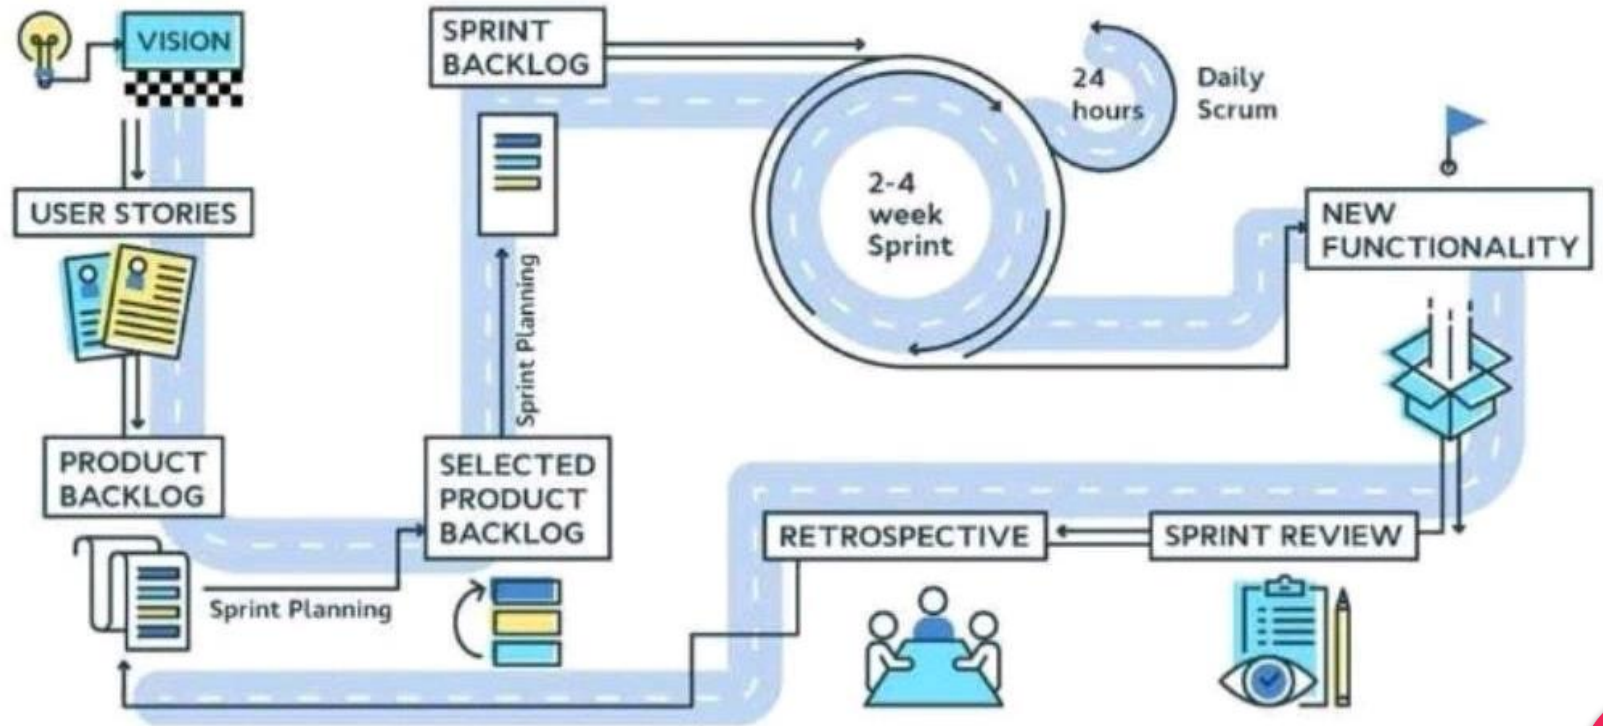 VISION
USER STORIES
PRODUCT
BACKLOG
Sprint Planning
SELECTED
PRODUCT
BACKLOG
Sprint Planning
SPRINT
BACKLOG
2-4
week
Sprint
24
hours
Daily
Scrum
NEW
FUNCTIONALITY
SPRINT REVIEW
RETROSPECTIVE